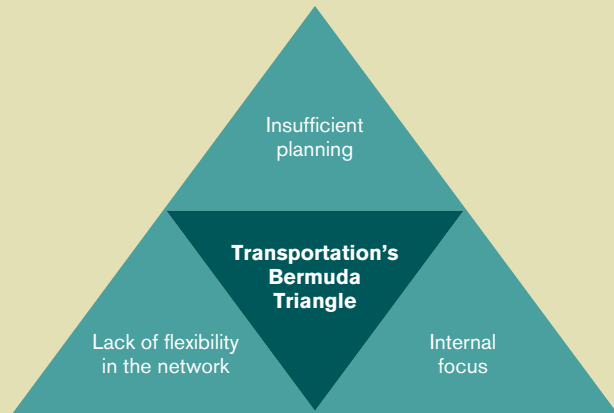 Insufficient
planning
Transportation’s
Bermuda
Triangle
Lack of flexibility
in the network
Internal
focus